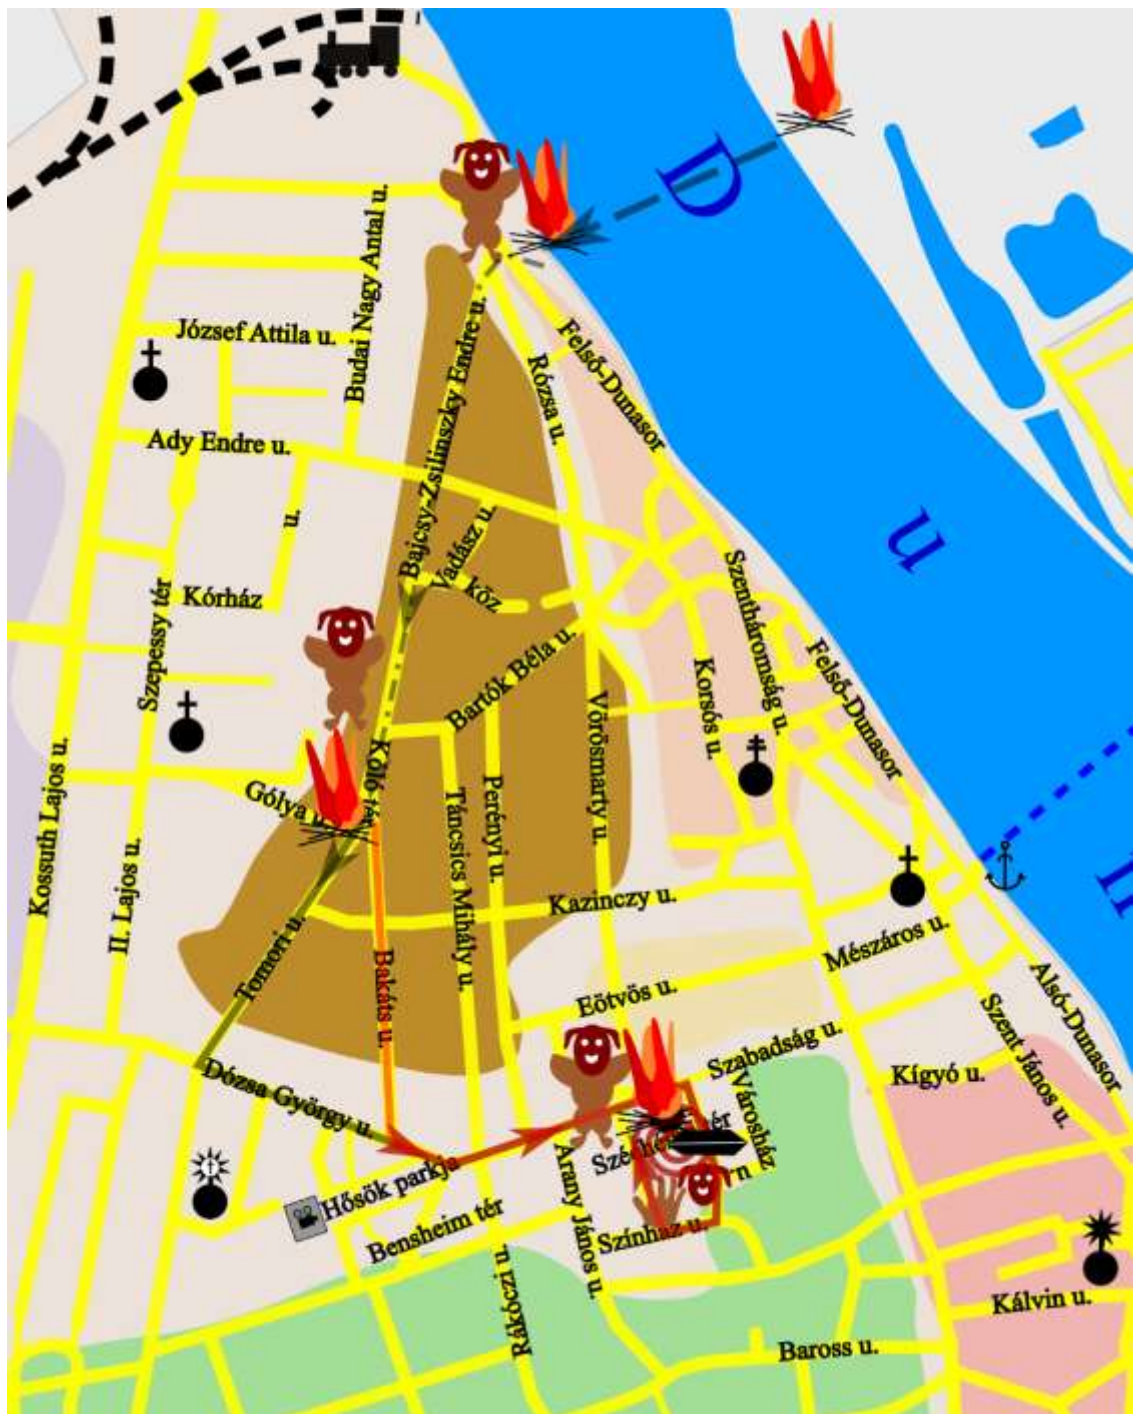 D
u
n
Budai Nagy Antal u.
József Attila u.
Felső-Dunasor
Rózsa u.
Bajcsy-Zsilinszky Endre u.
Ady Endre u.
u.
Vadász u.
köz
Kórház
Szepessy tér
Szentháromság u.
Felső-Dunasor
Bartók Béla u.
Korsós u.
Vörösmarty u.
Kossuth Lajos u.
Gólya u.
Perényi u.
Táncsics Mihály u.
II. Lajos u.
Kazinczy u.
Mészáros u.
Tomori u.
Bakáts u.
Eötvös u.
Alsó-Dunasor
Szent János u.
Szabadság u.
Kígyó u.
Dózsa György u.
Városház
Hősök parkja
Arany János u.
Bensheim tér
Színház u.
Rákóczi u.
Kálvin u.
Baross u.